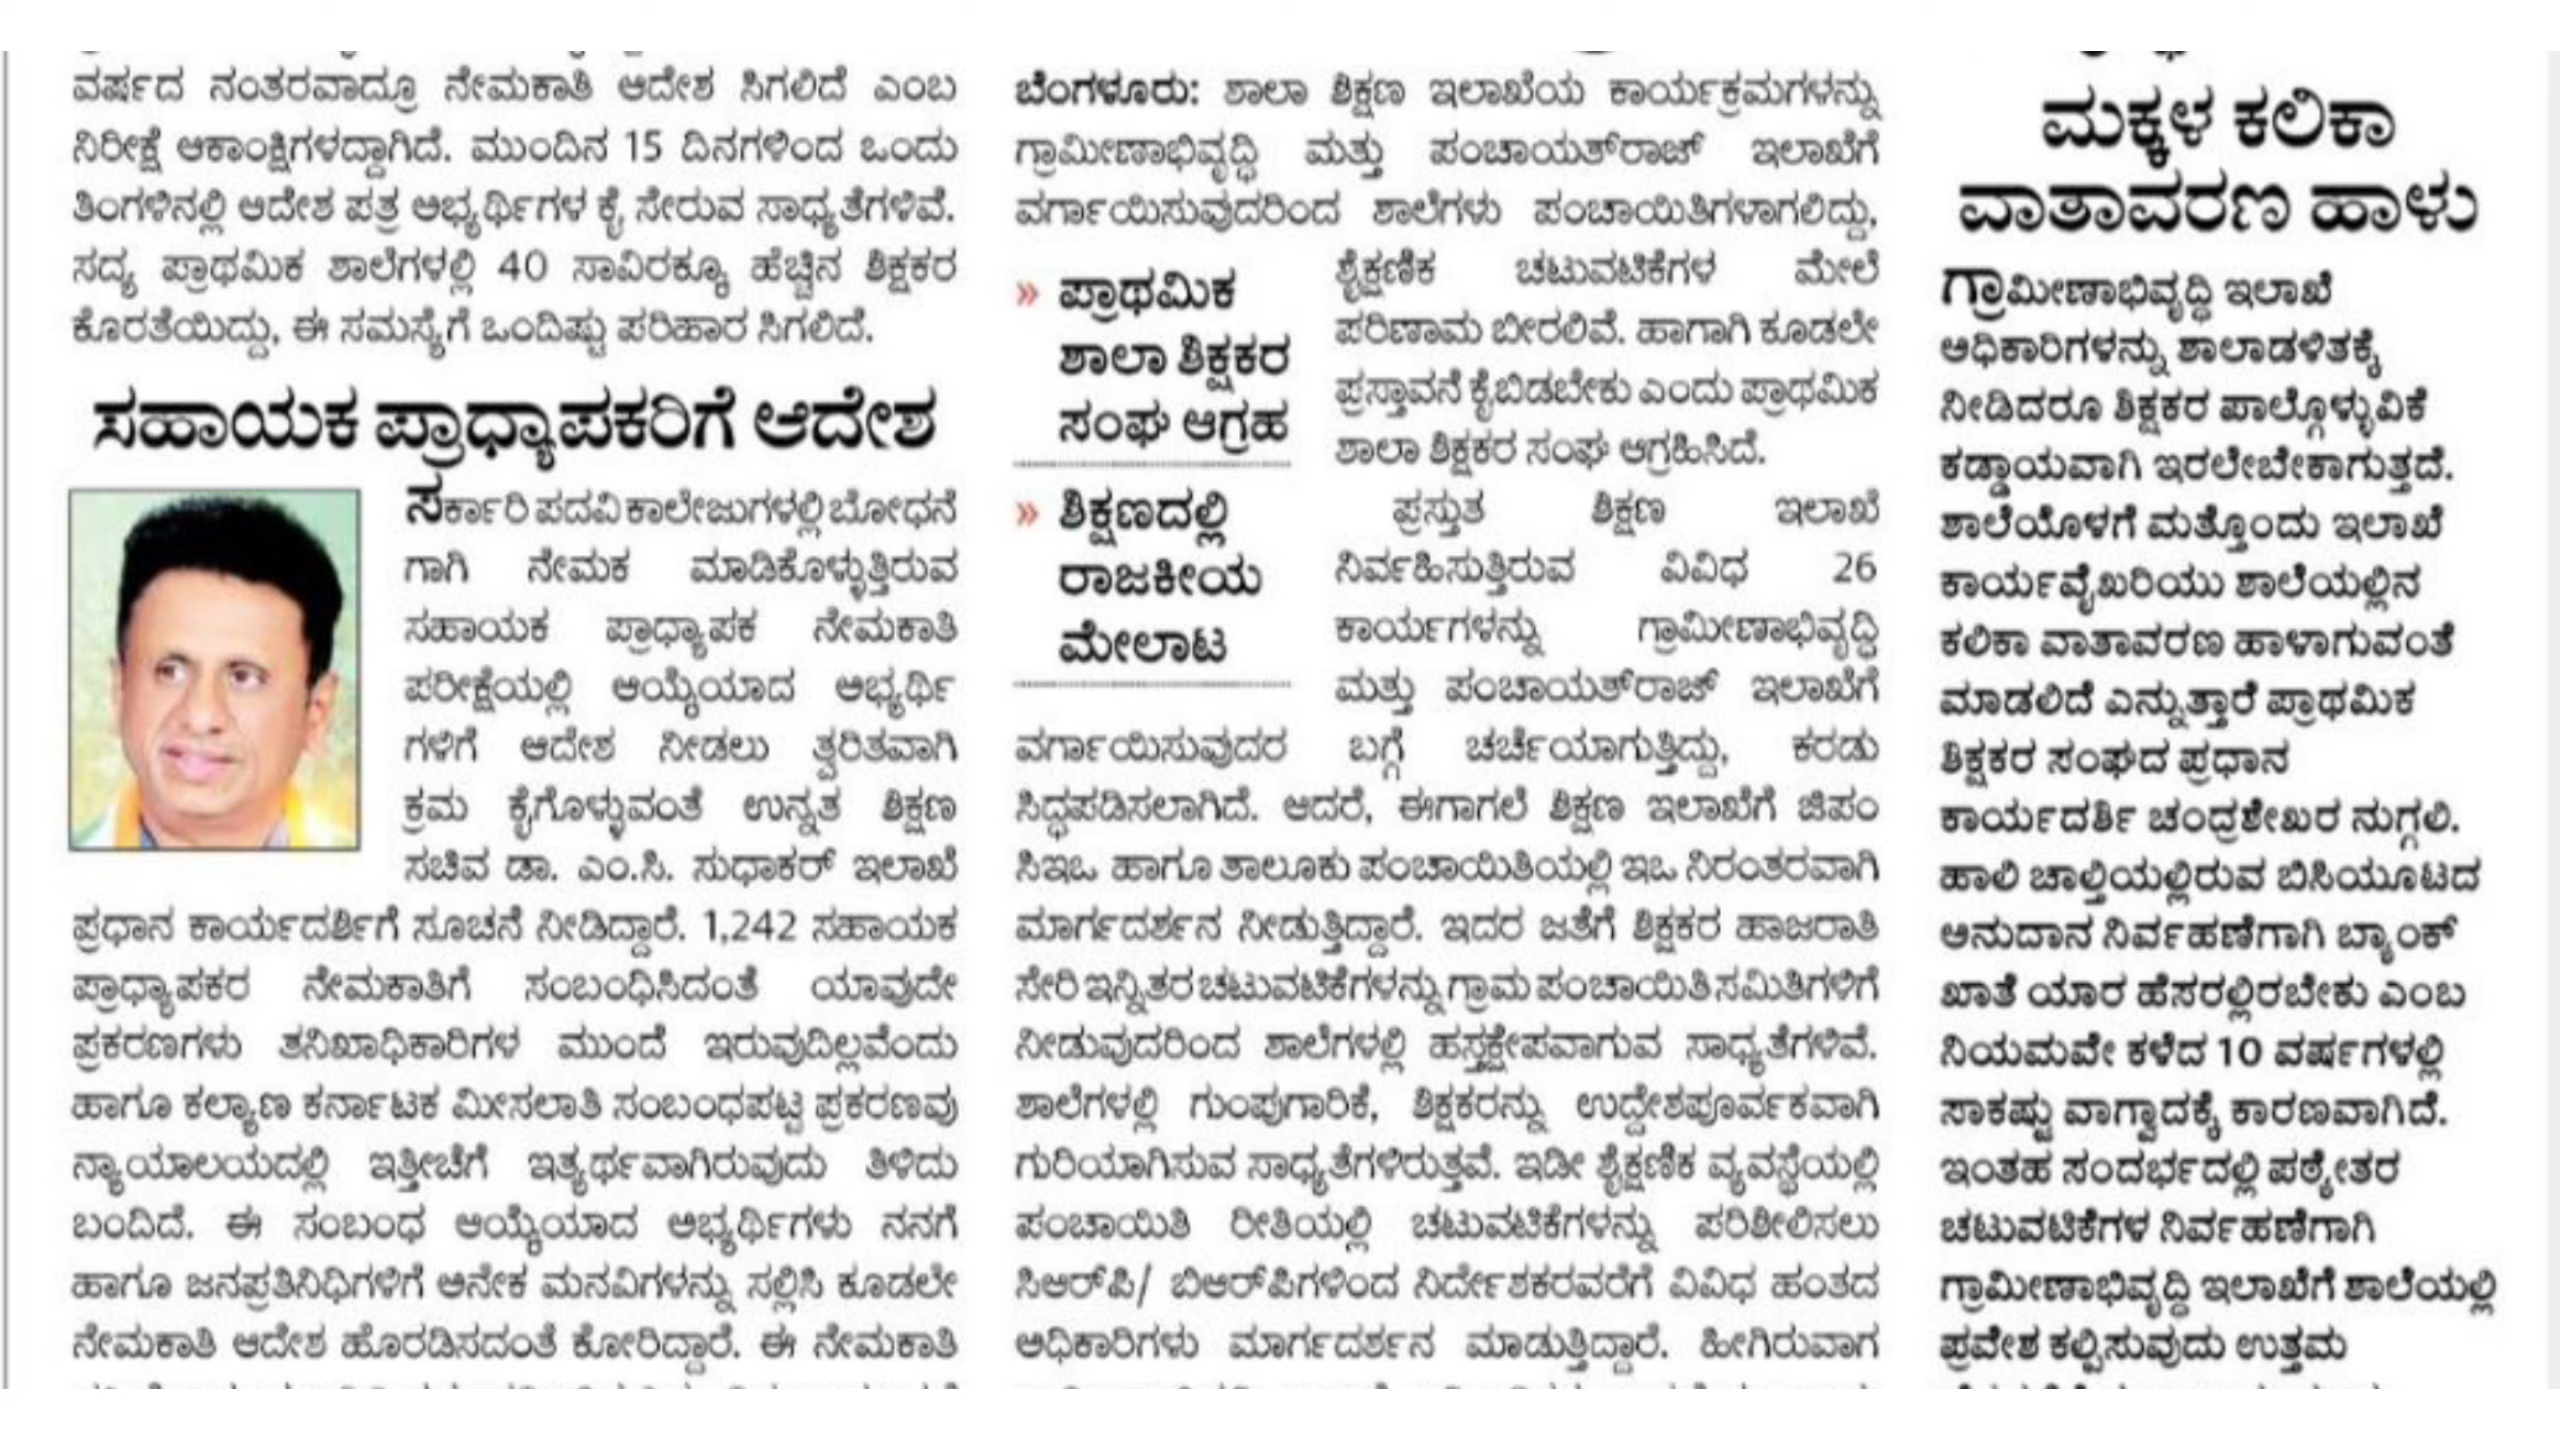 ವರ್ಷದ ನಂತರವಾದ್ರೂ ನೇಮಕಾತಿ ಆದೇಶ ಸಿಗಲಿದೆ ಎಂಬ
ನಿರೀಕ್ಷೆ ಆಕಾಂಕ್ಷಿಗಳದ್ದಾಗಿದೆ. ಮುಂದಿನ 15 ದಿನಗಳಿಂದ ಒಂದು
ತಿಂಗಳಿನಲ್ಲಿ ಆದೇಶ ಪತ್ರ ಅಭ್ಯರ್ಥಿಗಳ ಕೈ ಸೇರುವ ಸಾಧ್ಯತೆಗಳಿವೆ.
ಸದ್ಯ ಪ್ರಾಥಮಿಕ ಶಾಲೆಗಳಲ್ಲಿ 40 ಸಾವಿರಕ್ಕೂ ಹೆಚ್ಚಿನ ಶಿಕ್ಷಕರ
ಕೊರತೆಯಿದ್ದು, ಈ ಸಮಸ್ಯೆಗೆ ಒಂದಿಷ್ಟು ಪರಿಹಾರ ಸಿಗಲಿದೆ.
ಸಹಾಯಕ ಪ್ರಾಧ್ಯಾಪಕರಿಗೆ ಆದೇಶ
ಸರ್ಕಾರಿ ಪದವಿ ಕಾಲೇಜುಗಳಲ್ಲಿ ಬೋಧನೆ
ಗಾಗಿ ನೇಮಕ ಮಾಡಿಕೊಳ್ಳುತ್ತಿರುವ
ಸಹಾಯಕ ಪ್ರಾಧ್ಯಾಪಕ ನೇಮಕಾತಿ
ಪರೀಕ್ಷೆಯಲ್ಲಿ ಆಯ್ಕೆಯಾದ ಅಭ್ಯರ್ಥಿ
ಗಳಿಗೆ ಆದೇಶ ನೀಡಲು ತ್ವರಿತವಾಗಿ
ಕ್ರಮ ಕೈಗೊಳ್ಳುವಂತೆ ಉನ್ನತ ಶಿಕ್ಷಣ
ಸಚಿವ ಡಾ. ಎಂ.ಸಿ. ಸುಧಾಕರ್ ಇಲಾಖೆ
ಪ್ರಧಾನ ಕಾರ್ಯದರ್ಶಿಗೆ ಸೂಚನೆ ನೀಡಿದ್ದಾರೆ. 1,242 ಸಹಾಯಕ
ಪ್ರಾಧ್ಯಾಪಕರ ನೇಮಕಾತಿಗೆ ಸಂಬಂಧಿಸಿದಂತೆ ಯಾವುದೇ
ಪ್ರಕರಣಗಳು ತನಿಖಾಧಿಕಾರಿಗಳ ಮುಂದೆ ಇರುವುದಿಲ್ಲವೆಂದು
ಹಾಗೂ ಕಲ್ಯಾಣ ಕರ್ನಾಟಕ ಮೀಸಲಾತಿ ಸಂಬಂಧಪಟ್ಟ ಪ್ರಕರಣವು
ನ್ಯಾಯಾಲಯದಲ್ಲಿ ಇತ್ತೀಚೆಗೆ ಇತ್ಯರ್ಥವಾಗಿರುವುದು ತಿಳಿದು
ಬಂದಿದೆ. ಈ ಸಂಬಂಧ ಆಯ್ಕೆಯಾದ ಅಭ್ಯರ್ಥಿಗಳು ನನಗೆ
ಹಾಗೂ ಜನಪ್ರತಿನಿಧಿಗಳಿಗೆ ಅನೇಕ ಮನವಿಗಳನ್ನು ಸಲ್ಲಿಸಿ ಕೂಡಲೇ
ನೇಮಕಾತಿ ಆದೇಶ ಹೊರಡಿಸದಂತೆ ಕೋರಿದ್ದಾರೆ. ಈ ನೇಮಕಾತಿ
ಬೆಂಗಳೂರು: ಶಾಲಾ ಶಿಕ್ಷಣ ಇಲಾಖೆಯ ಕಾರ್ಯಕ್ರಮಗಳನ್ನು
ಗ್ರಾಮೀಣಾಭಿವೃದ್ಧಿ ಮತ್ತು ಪಂಚಾಯತ್‌ರಾಜ್ ಇಲಾಖೆಗೆ
ವರ್ಗಾಯಿಸುವುದರಿಂದ ಶಾಲೆಗಳು ಪಂಚಾಯಿತಿಗಳಾಗಲಿದ್ದು,
ಶೈಕ್ಷಣಿಕ ಚಟುವಟಿಕೆಗಳ ಮೇಲೆ
ಪರಿಣಾಮ ಬೀರಲಿವೆ. ಹಾಗಾಗಿ ಕೂಡಲೇ
ಪ್ರಸ್ತಾವನೆ ಕೈಬಿಡಬೇಕು ಎಂದು ಪ್ರಾಥಮಿಕ
ಶಾಲಾ ಶಿಕ್ಷಕರ ಸಂಘ ಆಗ್ರಹಿಸಿದೆ.
» ಪ್ರಾಥಮಿಕ
ಶಾಲಾ ಶಿಕ್ಷಕರ
ಸಂಘ ಆಗ್ರಹ
» ಶಿಕ್ಷಣದಲ್ಲಿ
ರಾಜಕೀಯ
ಮೇಲಾಟ
ಪ್ರಸ್ತುತ ಶಿಕ್ಷಣ ಇಲಾಖೆ
ನಿರ್ವಹಿಸುತ್ತಿರುವ ವಿವಿಧ 26
ಕಾರ್ಯಗಳನ್ನು ಗ್ರಾಮೀಣಾಭಿವೃದ್ಧಿ
ಮತ್ತು ಪಂಚಾಯತ್‌ರಾಜ್ ಇಲಾಖೆಗೆ
ವರ್ಗಾಯಿಸುವುದರ ಬಗ್ಗೆ ಚರ್ಚೆಯಾಗುತ್ತಿದ್ದು, ಕರಡು
ಸಿದ್ಧಪಡಿಸಲಾಗಿದೆ. ಆದರೆ, ಈಗಾಗಲೆ ಶಿಕ್ಷಣ ಇಲಾಖೆಗೆ ಜಿಪಂ
ಸಿಇಒ ಹಾಗೂ ತಾಲೂಕು ಪಂಚಾಯಿತಿಯಲ್ಲಿ ಇಒ ನಿರಂತರವಾಗಿ
ಮಾರ್ಗದರ್ಶನ ನೀಡುತ್ತಿದ್ದಾರೆ. ಇದರ ಜತೆಗೆ ಶಿಕ್ಷಕರ ಹಾಜರಾತಿ
ಸೇರಿ ಇನ್ನಿತರ ಚಟುವಟಿಕೆಗಳನ್ನು ಗ್ರಾಮ ಪಂಚಾಯಿತಿ ಸಮಿತಿಗಳಿಗೆ
ನೀಡುವುದರಿಂದ ಶಾಲೆಗಳಲ್ಲಿ ಹಸ್ತಕ್ಷೇಪವಾಗುವ ಸಾಧ್ಯತೆಗಳಿವೆ.
ಶಾಲೆಗಳಲ್ಲಿ ಗುಂಪುಗಾರಿಕೆ, ಶಿಕ್ಷಕರನ್ನು ಉದ್ದೇಶಪೂರ್ವಕವಾಗಿ
ಗುರಿಯಾಗಿಸುವ ಸಾಧ್ಯತೆಗಳಿರುತ್ತವೆ. ಇಡೀ ಶೈಕ್ಷಣಿಕ ವ್ಯವಸ್ಥೆಯಲ್ಲಿ
ಪಂಚಾಯಿತಿ ರೀತಿಯಲ್ಲಿ ಚಟುವಟಿಕೆಗಳನ್ನು ಪರಿಶೀಲಿಸಲು
ಸಿಆರ್‌ಪಿ/ ಬಿಆರ್‌ಪಿಗಳಿಂದ ನಿರ್ದೇಶಕರವರೆಗೆ ವಿವಿಧ ಹಂತದ
ಅಧಿಕಾರಿಗಳು ಮಾರ್ಗದರ್ಶನ ಮಾಡುತ್ತಿದ್ದಾರೆ. ಹೀಗಿರುವಾಗ
ಮಕ್ಕಳ ಕಲಿಕಾ
ವಾತಾವರಣ ಹಾಳು
ಗ್ರಾಮೀಣಾಭಿವೃದ್ಧಿ ಇಲಾಖೆ
ಅಧಿಕಾರಿಗಳನ್ನು ಶಾಲಾಡಳಿತಕ್ಕೆ
ನೀಡಿದರೂ ಶಿಕ್ಷಕರ ಪಾಲ್ಗೊಳ್ಳುವಿಕೆ
ಕಡ್ಡಾಯವಾಗಿ ಇರಲೇಬೇಕಾಗುತ್ತದೆ.
ಶಾಲೆಯೊಳಗೆ ಮತ್ತೊಂದು ಇಲಾಖೆ
ಕಾರ್ಯವೈಖರಿಯು ಶಾಲೆಯಲ್ಲಿನ
ಕಲಿಕಾ ವಾತಾವರಣ ಹಾಳಾಗುವಂತೆ
ಮಾಡಲಿದೆ ಎನ್ನುತ್ತಾರೆ ಪ್ರಾಥಮಿಕ
ಶಿಕ್ಷಕರ ಸಂಘದ ಪ್ರಧಾನ
ಕಾರ್ಯದರ್ಶಿ ಚಂದ್ರಶೇಖರ ನುಗ್ಗಲಿ.
ಹಾಲಿ ಚಾಲ್ತಿಯಲ್ಲಿರುವ ಬಿಸಿಯೂಟದ
ಅನುದಾನ ನಿರ್ವಹಣೆಗಾಗಿ ಬ್ಯಾಂಕ್
ಖಾತೆ ಯಾರ ಹೆಸರಲ್ಲಿರಬೇಕು ಎಂಬ
ನಿಯಮವೇ ಕಳೆದ 10 ವರ್ಷಗಳಲ್ಲಿ
ಸಾಕಷ್ಟು ವಾಗ್ವಾದಕ್ಕೆ ಕಾರಣವಾಗಿದೆ.
ಇಂತಹ ಸಂದರ್ಭದಲ್ಲಿ ಪಠ್ಯೇತರ
ಚಟುವಟಿಕೆಗಳ ನಿರ್ವಹಣೆಗಾಗಿ
ಗ್ರಾಮೀಣಾಭಿವೃದ್ಧಿ ಇಲಾಖೆಗೆ ಶಾಲೆಯಲ್ಲಿ
ಪ್ರವೇಶ ಕಲ್ಪಿಸುವುದು ಉತ್ತಮ